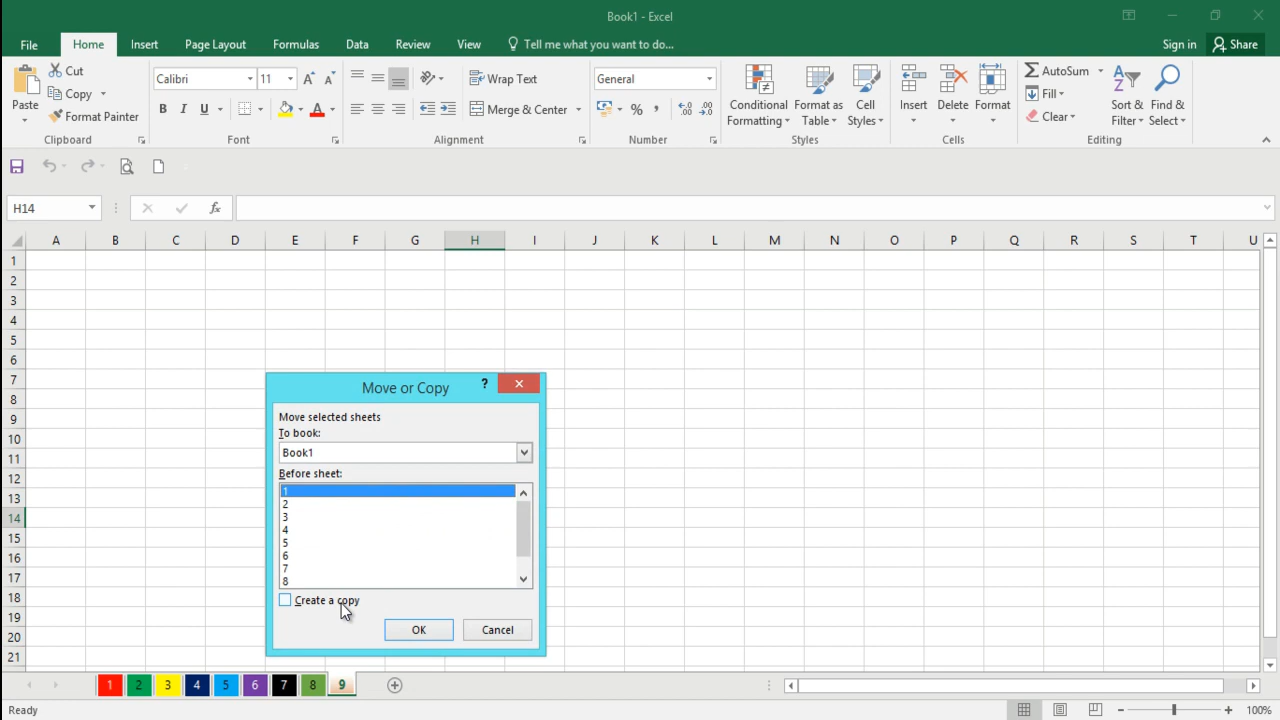 Book1 - Excel
File Home Insert Page Layout Formulas Data Review View Tell me what you want to do... Sign in Share
Paste Cut Copy Format Painter Clipboard
Calibri 11 A A B I U A Font
Wrap Text Merge & Center Alignment
General % , .0 .00 .00 .0 Number
Conditional Formatting Format as Table Cell Styles Styles
Insert Delete Format Cells
AutoSum Fill Clear Sort & Filter Find & Select Editing
H14 fx
A B C D E F G H I J K L M N O P Q R S T U
1
2
3
4
5
6
7
8
9
10
11
12
13
14
15
16
17
18
19
20
21
Move or Copy ?
Move selected sheets
To book:
Book1
Before sheet:
1
2
3
4
5
6
7
8
Create a copy
OK Cancel
1 2 3 4 5 6 7 8 9
Ready 100%